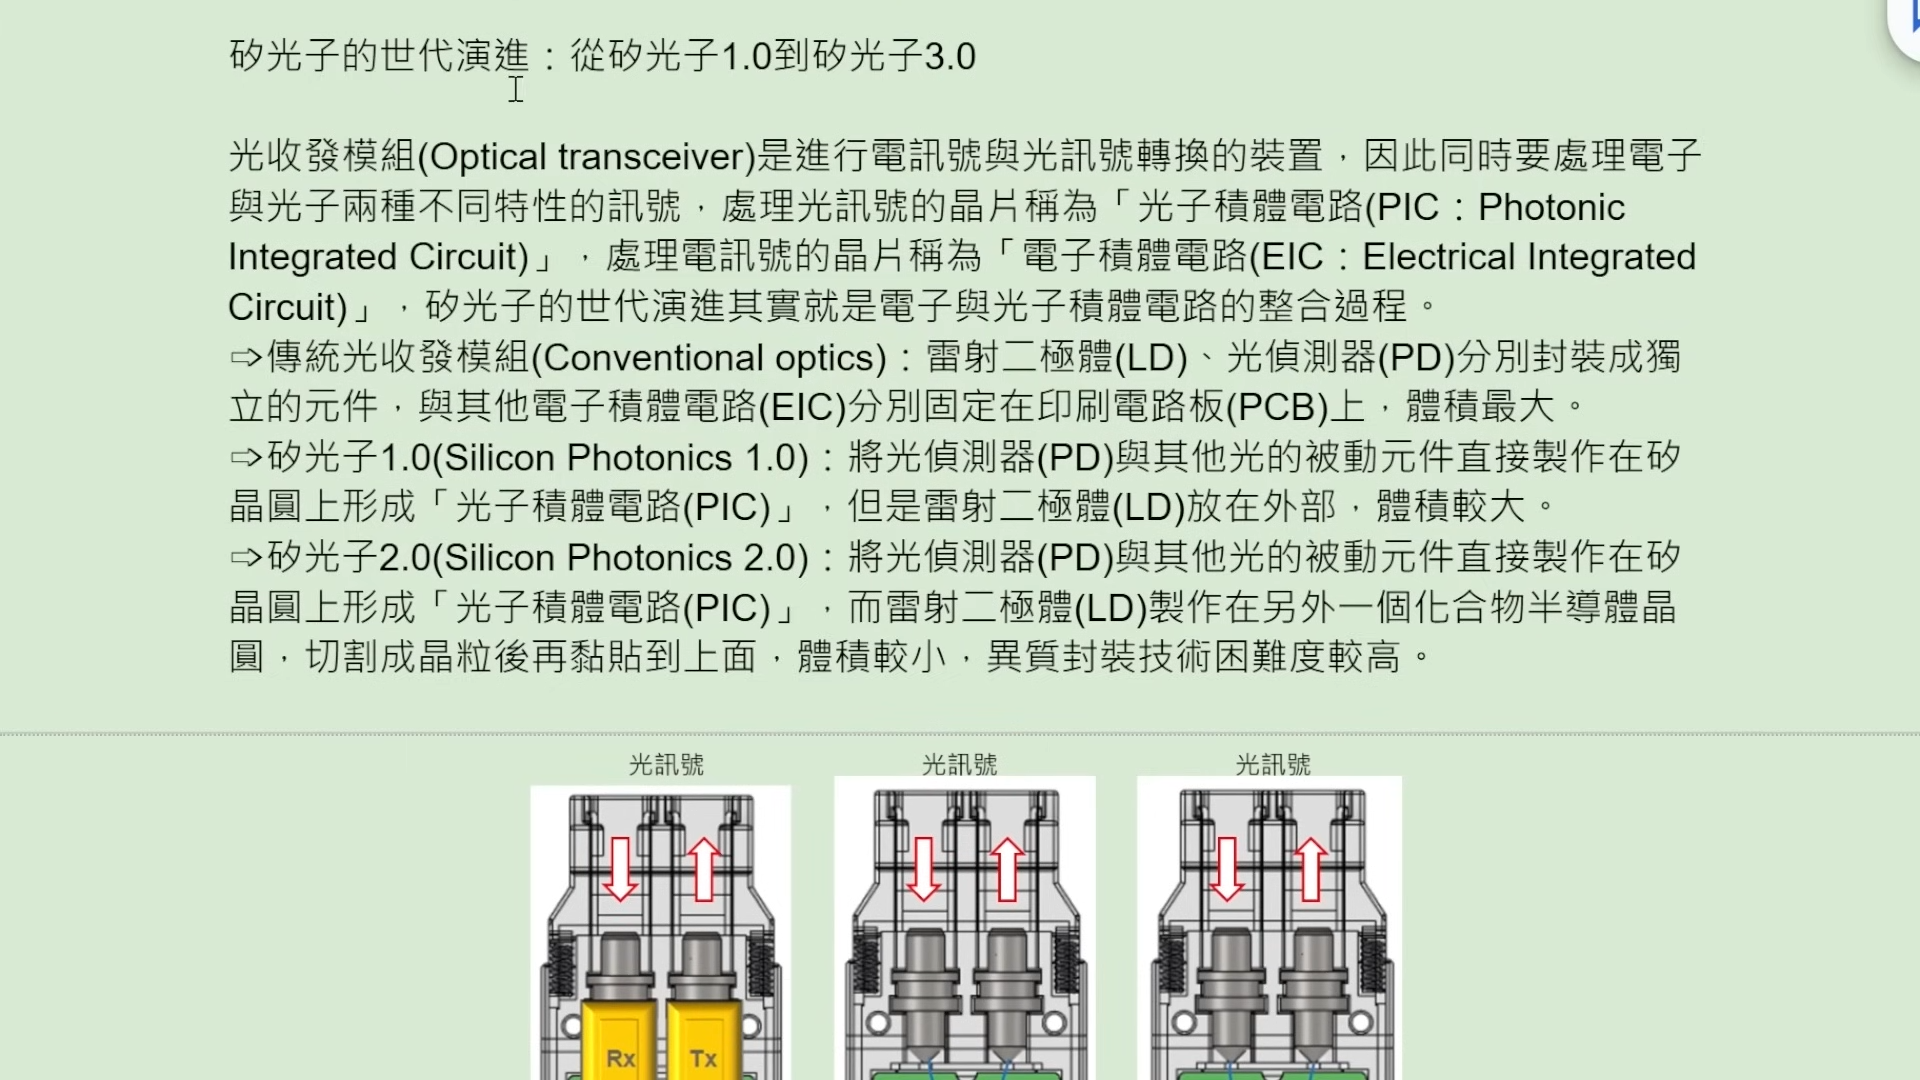 矽光子的世代演進：從矽光子1.0到矽光子3.0
光收發模組(Optical transceiver)是進行電訊號與光訊號轉換的裝置，因此同時要處理電子
與光子兩種不同特性的訊號，處理光訊號的晶片稱為「光子積體電路(PIC：Photonic
Integrated Circuit)」，處理電訊號的晶片稱為「電子積體電路(EIC：Electrical Integrated
Circuit)」，矽光子的世代演進其實就是電子與光子積體電路的整合過程。
⇨傳統光收發模組(Conventional optics)：雷射二極體(LD)、光偵測器(PD)分別封裝成獨
立的元件，與其他電子積體電路(EIC)分別固定在印刷電路板(PCB)上，體積最大。
⇨矽光子1.0(Silicon Photonics 1.0)：將光偵測器(PD)與其他光的被動元件直接製作在矽
晶圓上形成「光子積體電路(PIC)」，但是雷射二極體(LD)放在外部，體積較大。
⇨矽光子2.0(Silicon Photonics 2.0)：將光偵測器(PD)與其他光的被動元件直接製作在矽
晶圓上形成「光子積體電路(PIC)」，而雷射二極體(LD)製作在另外一個化合物半導體晶
圓，切割成晶粒後再黏貼到上面，體積較小，異質封裝技術困難度較高。
光訊號 光訊號 光訊號
Rx Tx